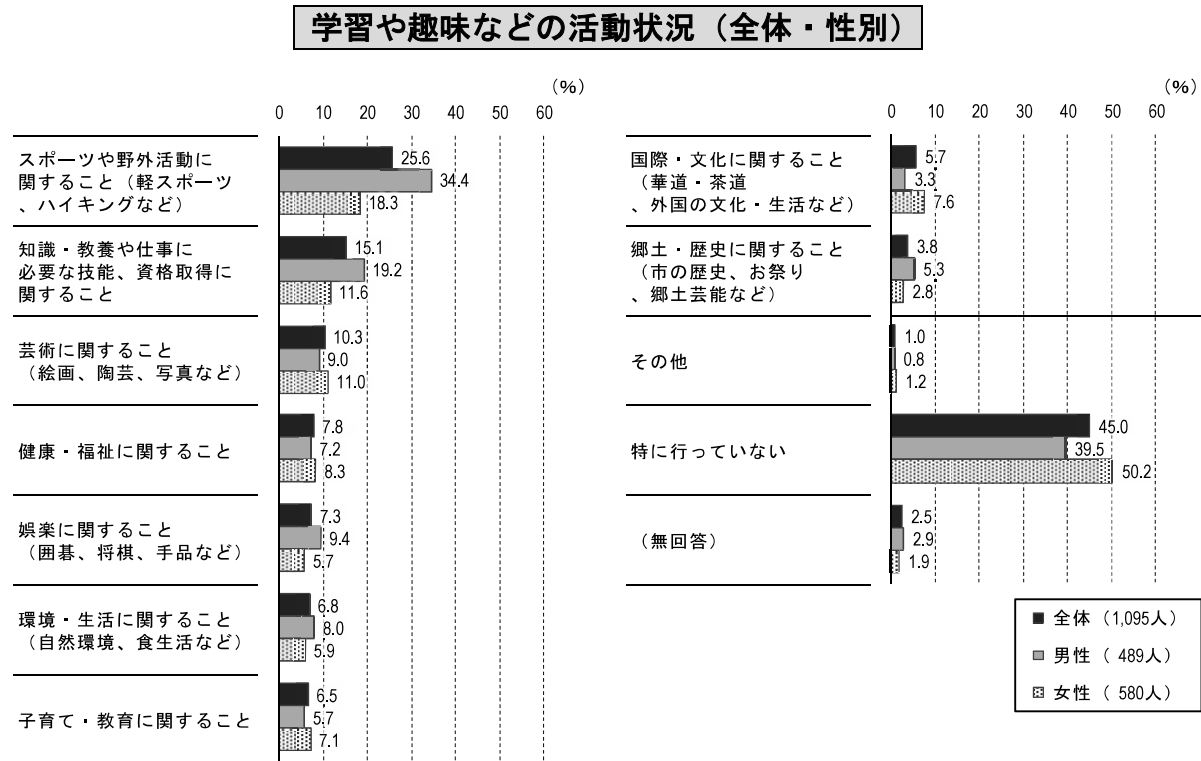 学習や趣味などの活動状況（全体・性別）
（%）
0 10 20 30 40 50 60
スポーツや野外活動に
関すること（軽スポーツ
、ハイキングなど）
25.6
34.4
18.3
知識・教養や仕事に
必要な技能、資格取得に
関すること
15.1
19.2
11.6
芸術に関すること
（絵画、陶芸、写真など）
10.3
9.0
11.0
健康・福祉に関すること
7.8
7.2
8.3
娯楽に関すること
（囲碁、将棋、手品など）
7.3
9.4
5.7
環境・生活に関すること
（自然環境、食生活など）
6.8
8.0
5.9
子育て・教育に関すること
6.5
5.7
7.1
（%）
0 10 20 30 40 50 60
国際・文化に関すること
（華道・茶道
、外国の文化・生活など）
5.7
3.3
7.6
郷土・歴史に関すること
（市の歴史、お祭り
、郷土芸能など）
3.8
5.3
2.8
その他
1.0
0.8
1.2
特に行っていない
45.0
39.5
50.2
（無回答）
2.5
2.9
1.9
全体（1,095人）
男性（ 489人）
女性（ 580人）